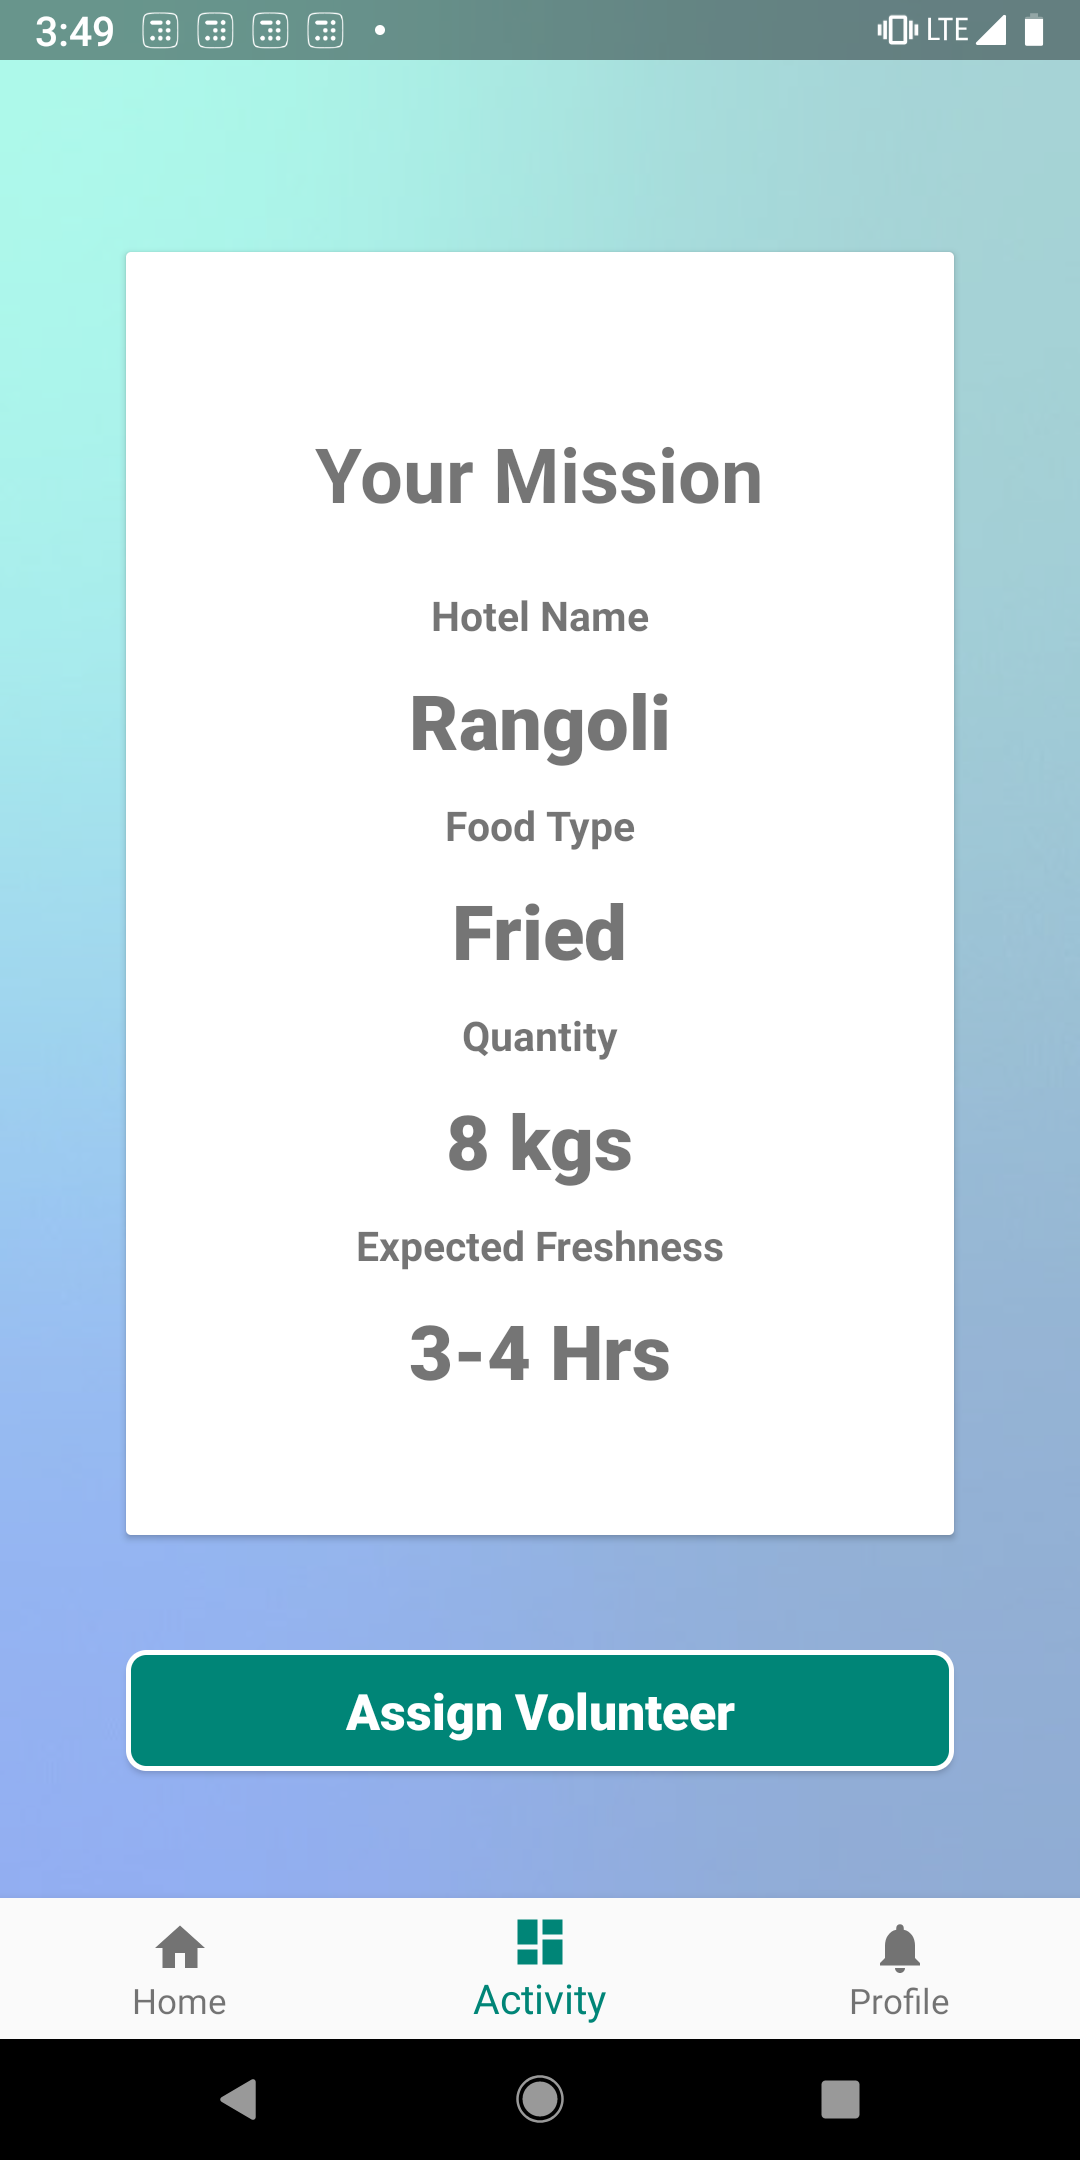 3:49
LTE
Your Mission
Hotel Name
Rangoli
Food Type
Fried
Quantity
8 kgs
Expected Freshness
3-4 Hrs
Assign Volunteer
Home
Activity
Profile